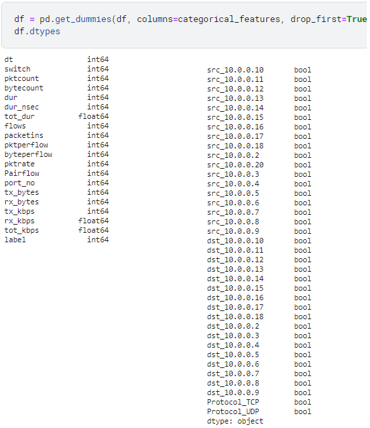 df = pd.get_dummies(df, columns=categorical_features, drop_first=True
df.dtypes
dt int64
switch int64
pktcount int64
bytecount int64
dur int64
dur_nsec int64
tot_dur float64
flows int64
packetins int64
pktperflow int64
byteperflow int64
pktrate int64
Pairflow int64
port_no int64
tx_bytes int64
rx_bytes int64
tx_kbps int64
rx_kbps float64
tot_kbps float64
label int64
src_10.0.0.10 bool
src_10.0.0.11 bool
src_10.0.0.12 bool
src_10.0.0.13 bool
src_10.0.0.14 bool
src_10.0.0.15 bool
src_10.0.0.16 bool
src_10.0.0.17 bool
src_10.0.0.18 bool
src_10.0.0.2 bool
src_10.0.0.20 bool
src_10.0.0.3 bool
src_10.0.0.4 bool
src_10.0.0.5 bool
src_10.0.0.6 bool
src_10.0.0.7 bool
src_10.0.0.8 bool
src_10.0.0.9 bool
dst_10.0.0.10 bool
dst_10.0.0.11 bool
dst_10.0.0.12 bool
dst_10.0.0.13 bool
dst_10.0.0.14 bool
dst_10.0.0.15 bool
dst_10.0.0.16 bool
dst_10.0.0.17 bool
dst_10.0.0.18 bool
dst_10.0.0.2 bool
dst_10.0.0.3 bool
dst_10.0.0.4 bool
dst_10.0.0.5 bool
dst_10.0.0.6 bool
dst_10.0.0.7 bool
dst_10.0.0.8 bool
dst_10.0.0.9 bool
Protocol_TCP bool
Protocol_UDP bool
dtype: object